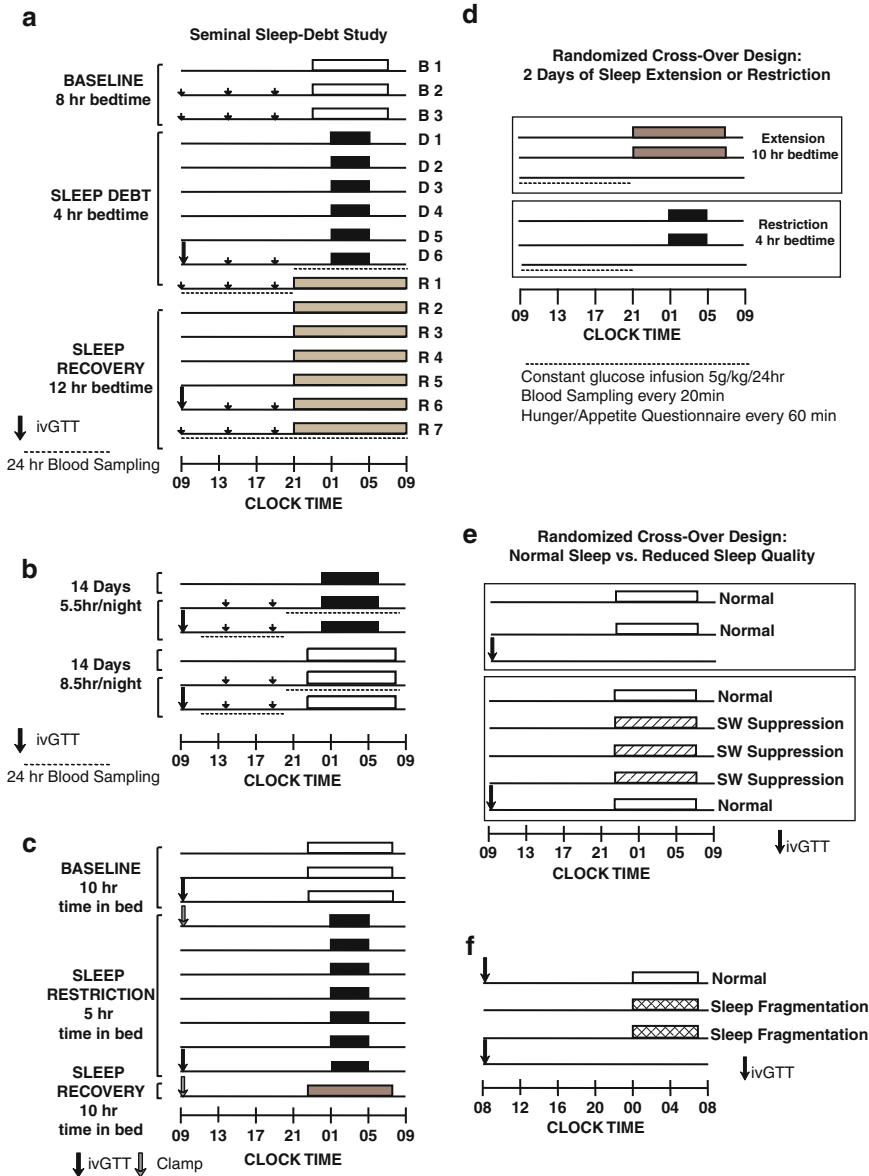 a
Seminal Sleep-Debt Study
BASELINE
8 hr bedtime
B 1
B 2
B 3
SLEEP DEBT
4 hr bedtime
D 1
D 2
D 3
D 4
D 5
D 6
SLEEP
RECOVERY
12 hr bedtime
R 1
R 2
R 3
R 4
R 5
R 6
R 7
ivGTT
24 hr Blood Sampling
09 13 17 21 01 05 09
CLOCK TIME
b
14 Days
5.5hr/night
14 Days
8.5hr/night
ivGTT
24 hr Blood Sampling
09 13 17 21 01 05 09
CLOCK TIME
c
BASELINE
10 hr
time in bed
SLEEP
RESTRICTION
5 hr
time in bed
SLEEP
RECOVERY
10 hr
time in bed
09 13 17 21 01 05 09
CLOCK TIME
ivGTT Clamp
d
Randomized Cross-Over Design:
2 Days of Sleep Extension or Restriction
Extension
10 hr bedtime
Restriction
4 hr bedtime
09 13 17 21 01 05 09
CLOCK TIME
Constant glucose infusion 5g/kg/24hr
Blood Sampling every 20min
Hunger/Appetite Questionnaire every 60 min
e
Randomized Cross-Over Design:
Normal Sleep vs. Reduced Sleep Quality
Normal
Normal
Normal
SW Suppression
SW Suppression
SW Suppression
Normal
09 13 17 21 01 05 09
CLOCK TIME
ivGTT
f
Normal
Sleep Fragmentation
Sleep Fragmentation
ivGTT
08 12 16 20 00 04 08
CLOCK TIME